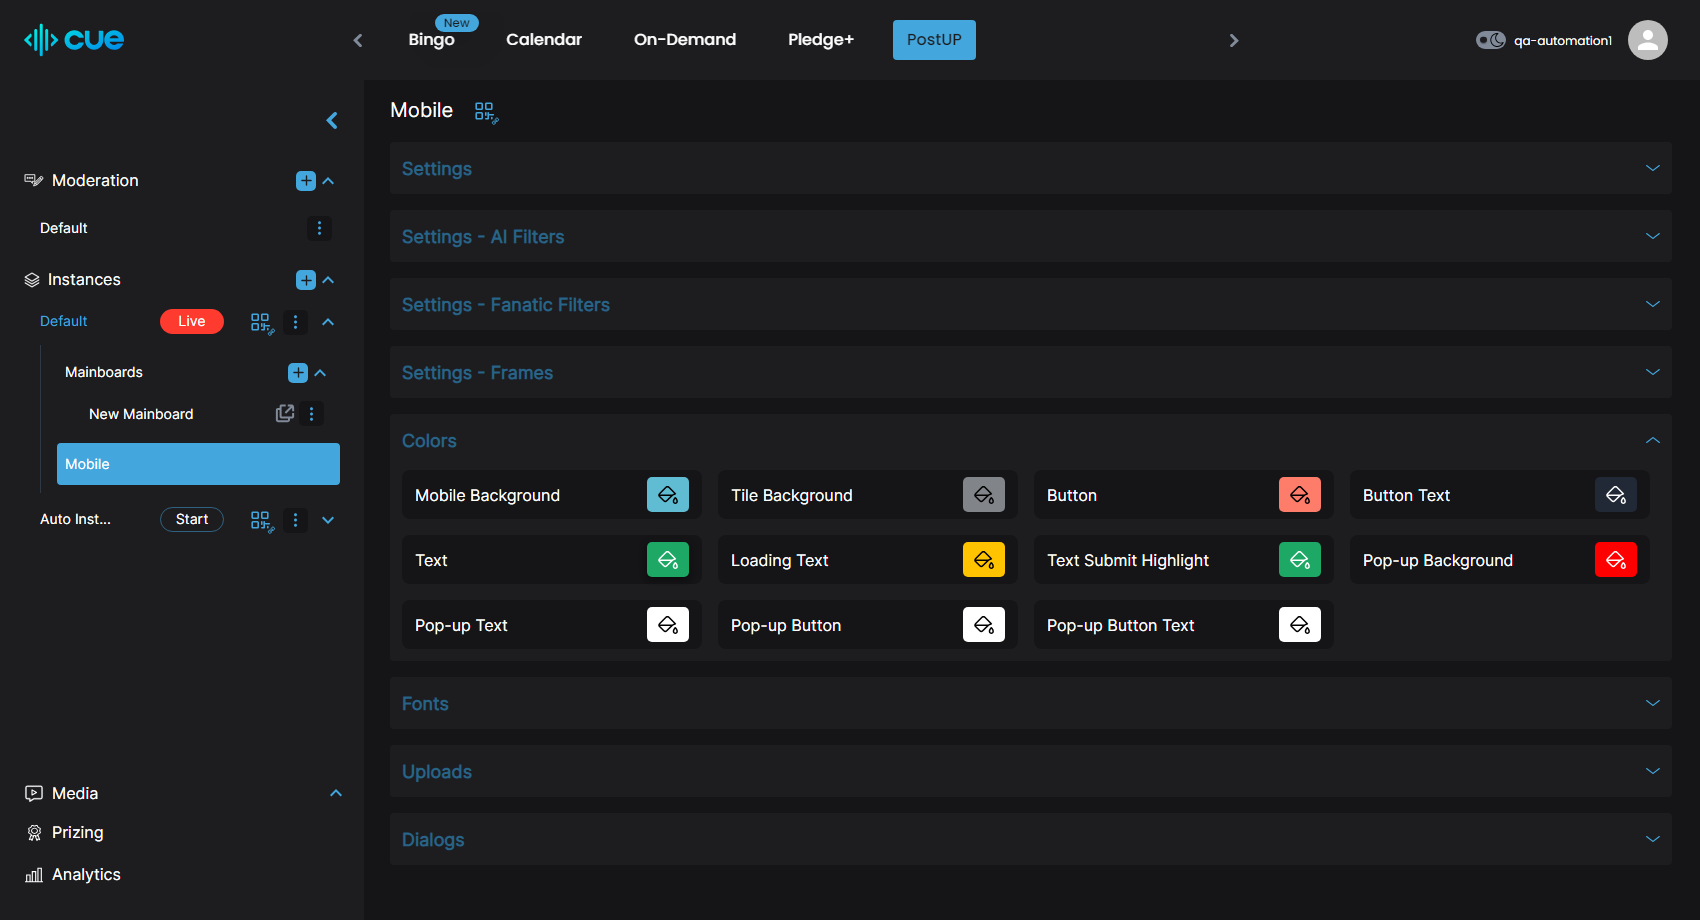 cue
New
Bingo
Calendar
On-Demand
Pledge+
PostUP
qa-automation1
Moderation
Default
Instances
Default
Live
Mainboards
New Mainboard
Mobile
Auto Inst...
Start
Media
Prizing
Analytics
Mobile
Settings
Settings - AI Filters
Settings - Fanatic Filters
Settings - Frames
Colors
Mobile Background
Tile Background
Button
Button Text
Text
Loading Text
Text Submit Highlight
Pop-up Background
Pop-up Text
Pop-up Button
Pop-up Button Text
Fonts
Uploads
Dialogs